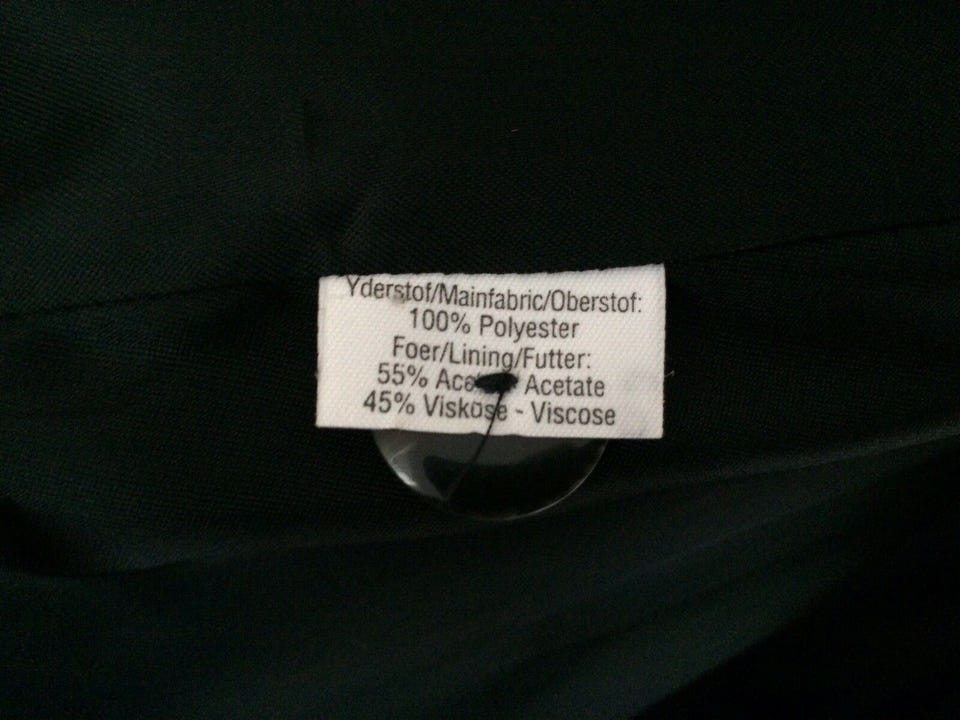 Yderstof/Mainfabric/Oberstof:
100% Polyester
Foer/Lining/Futter:
55% Acetate
45% Viskose - Viscose